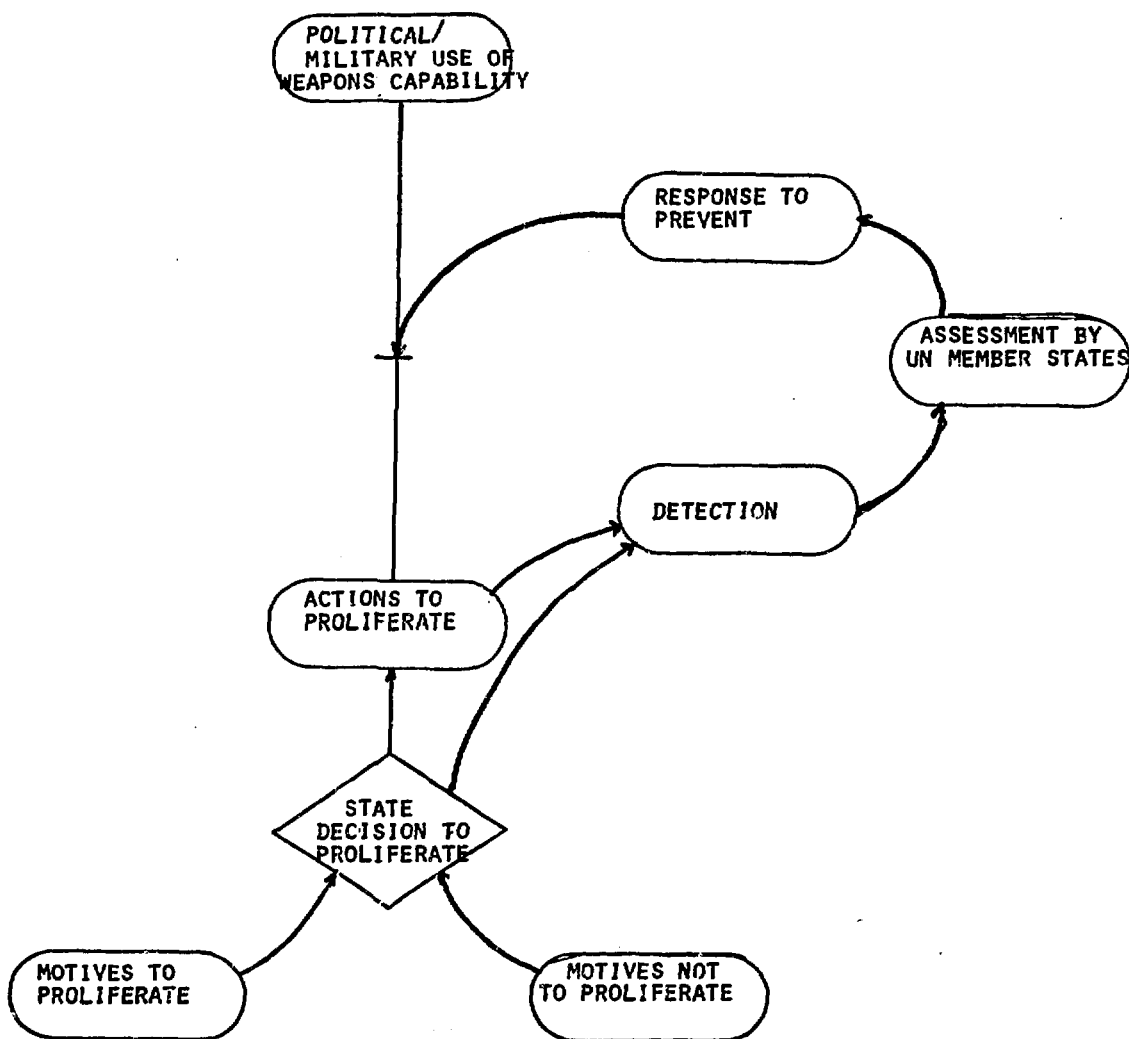 POLITICAL/
MILITARY USE OF
WEAPONS CAPABILITY
RESPONSE TO
PREVENT
ASSESSMENT BY
UN MEMBER STATES
DETECTION
ACTIONS TO
PROLIFERATE
STATE
DECISION TO
PROLIFERATE
MOTIVES TO
PROLIFERATE
MOTIVES NOT
TO PROLIFERATE